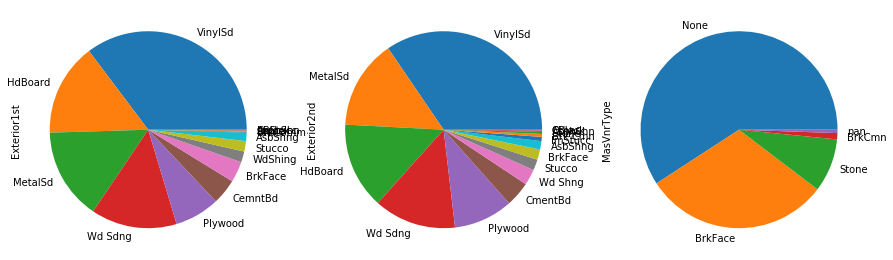 Exterior1st
VinylSd
HdBoard
MetalSd
Wd Sdng
Plywood
CemntBd
BrkFace
WdShing
Stucco
AsbShng
Exterior2nd
VinylSd
MetalSd
HdBoard
Wd Sdng
Plywood
CmentBd
Wd Shng
Stucco
BrkFace
AsbShng
MasVnrType
None
BrkFace
Stone
BrkCmn
nan